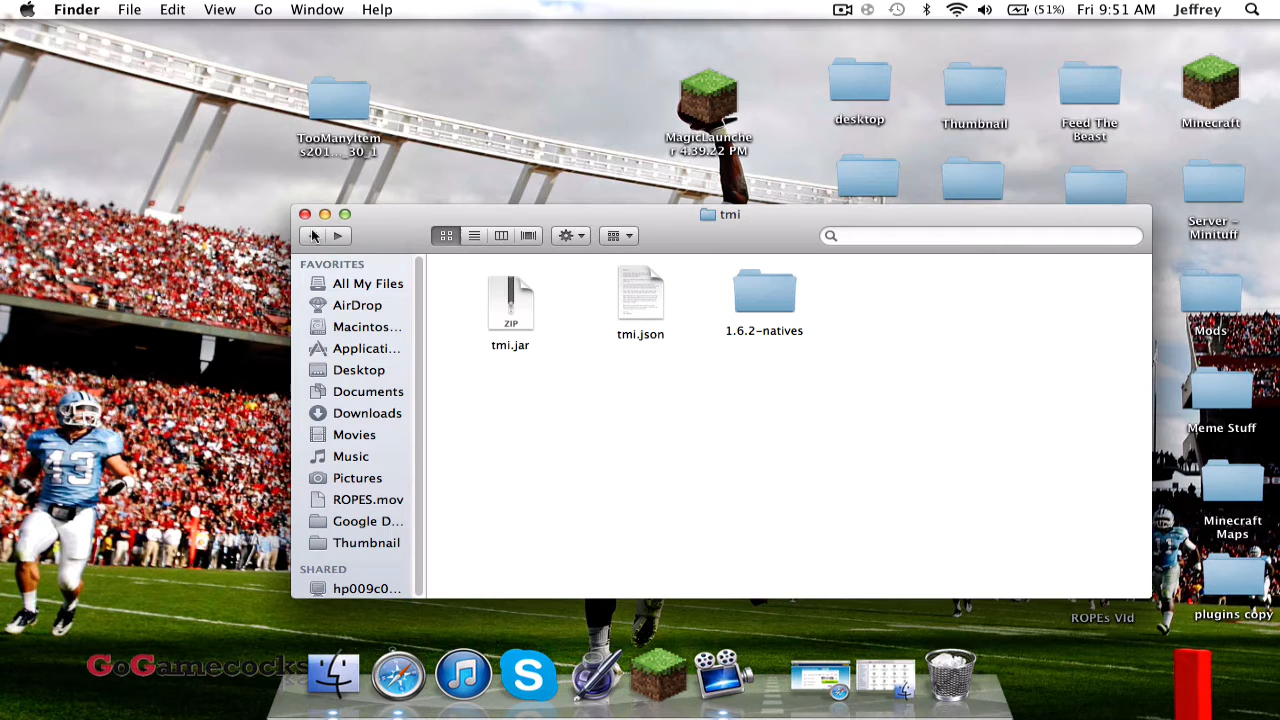 Finder File Edit View Go Window Help (51%) Fri 9:51 AM Jeffrey
TooManyItem
s201..._30_1
MagicLaunche
r 4.39.22 PM
desktop
Thumbnail
Feed The
Beast
Minecraft
Server -
Minituff
Mods
Meme Stuff
Minecraft
Maps
plugins copy
ROPEs VId
tmi
FAVORITES
All My Files
AirDrop
Macintos...
Applicati...
Desktop
Documents
Downloads
Movies
Music
Pictures
ROPES.mov
Google D...
Thumbnail
SHARED
hp009c0...
ZIP
tmi.jar
tmi.json
1.6.2-natives
13
GoGamecocks